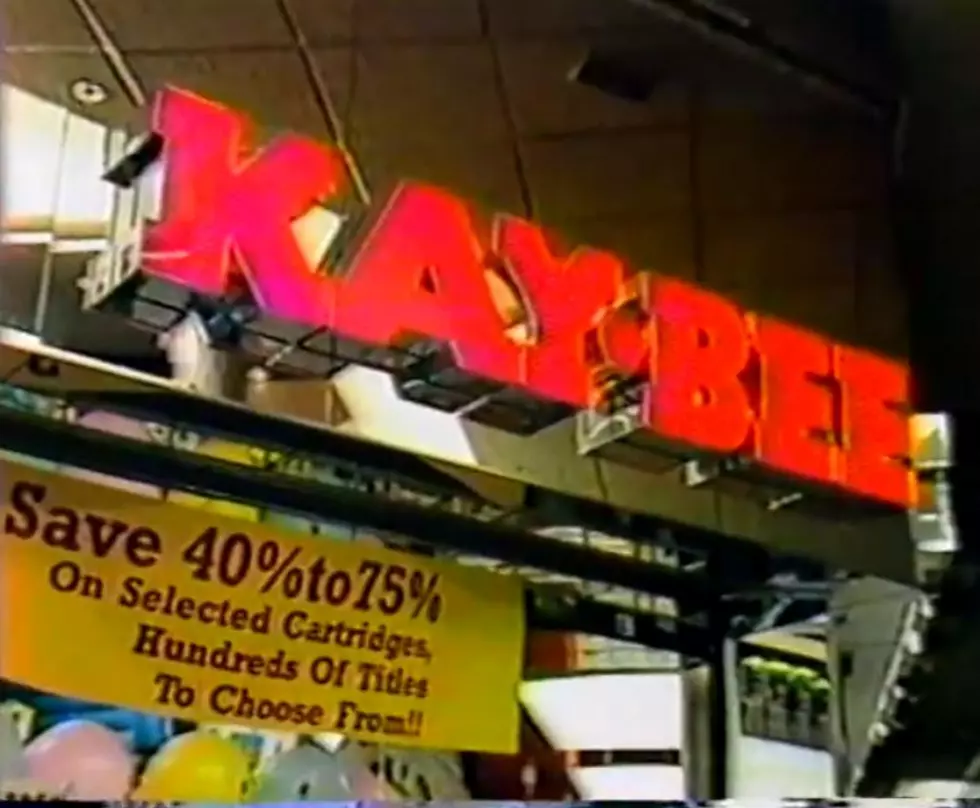 KAY·BEE
Save 40%to75%
On Selected Cartridges,
Hundreds Of Titles
To Choose From!!